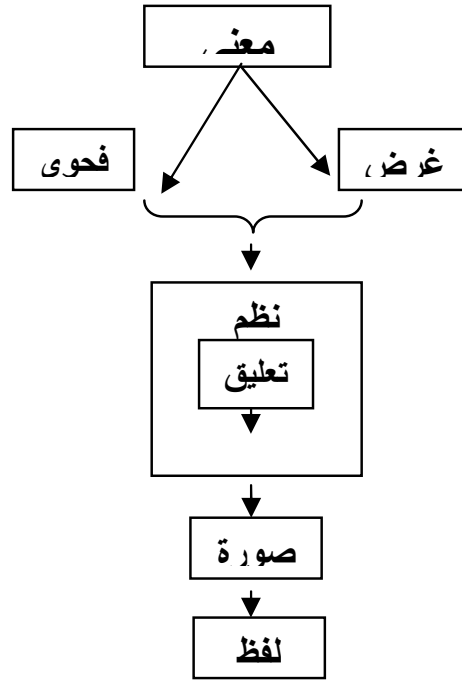 معنى
غرض
فحوى
نظم
تعليق
صورة
لفظ